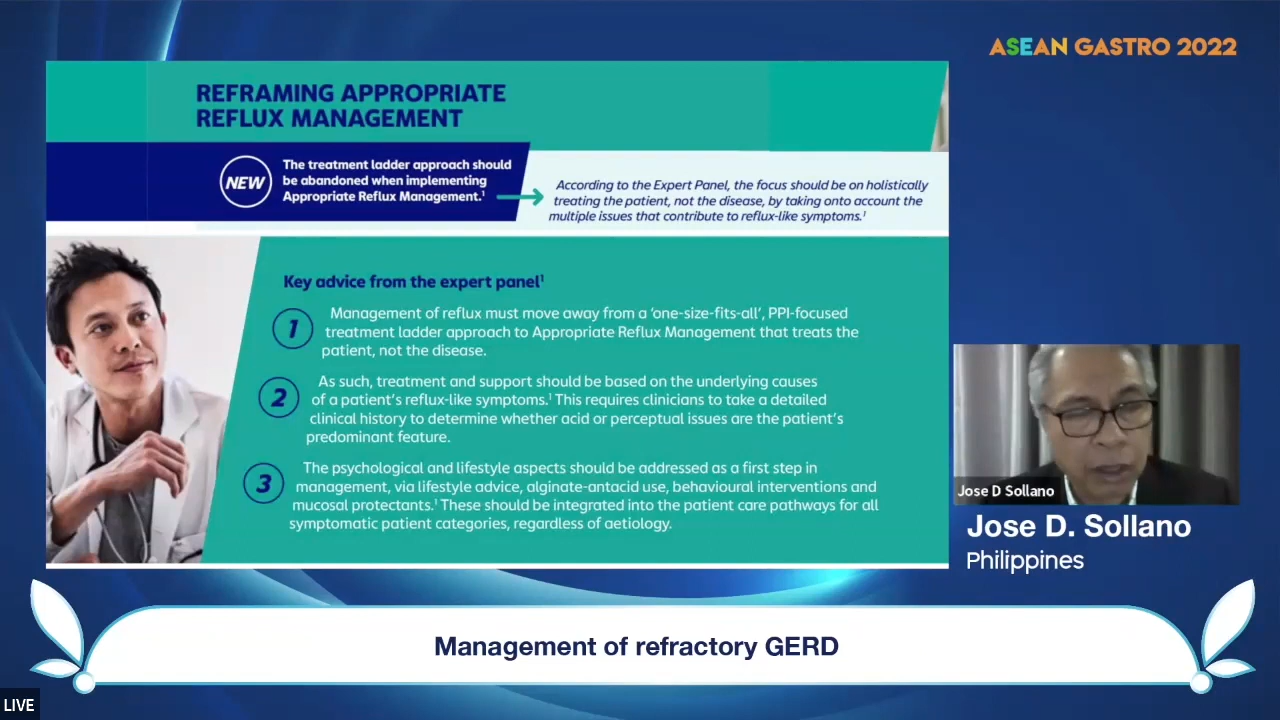 ASEAN GASTRO 2022
REFRAMING APPROPRIATE
REFLUX MANAGEMENT
NEW
The treatment ladder approach should
be abandoned when implementing
Appropriate Reflux Management.¹
According to the Expert Panel, the focus should be on holistically
treating the patient, not the disease, by taking onto account the
multiple issues that contribute to reflux-like symptoms.¹
Key advice from the expert panel¹
1
Management of reflux must move away from a ‘one-size-fits-all’, PPI-focused
treatment ladder approach to Appropriate Reflux Management that treats the
patient, not the disease.
2
As such, treatment and support should be based on the underlying causes
of a patient’s reflux-like symptoms.¹ This requires clinicians to take a detailed
clinical history to determine whether acid or perceptual issues are the patient’s
predominant feature.
3
The psychological and lifestyle aspects should be addressed as a first step in
management, via lifestyle advice, alginate-antacid use, behavioural interventions and
mucosal protectants.¹ These should be integrated into the patient care pathways for all
symptomatic patient categories, regardless of aetiology.
Jose D Sollano
Jose D. Sollano
Philippines
Management of refractory GERD
LIVE